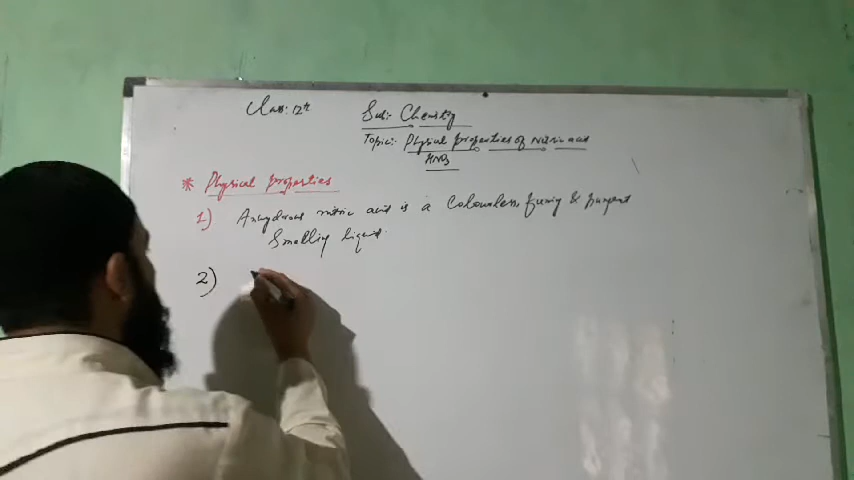 Class: 12th
Sub:- Chemistry
Topic:- Physical properties of nitric acid
HNO3
* Physical properties
1) Anhydrous nitric acid is a Colourless, fuming & pungent
Smelling liquid.
2)